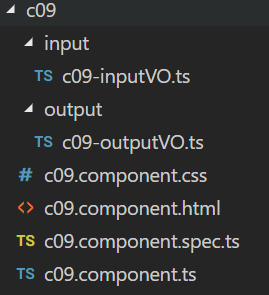 c09
input
TS c09-inputVO.ts
output
TS c09-outputVO.ts
# c09.component.css
<> c09.component.html
TS c09.component.spec.ts
TS c09.component.ts